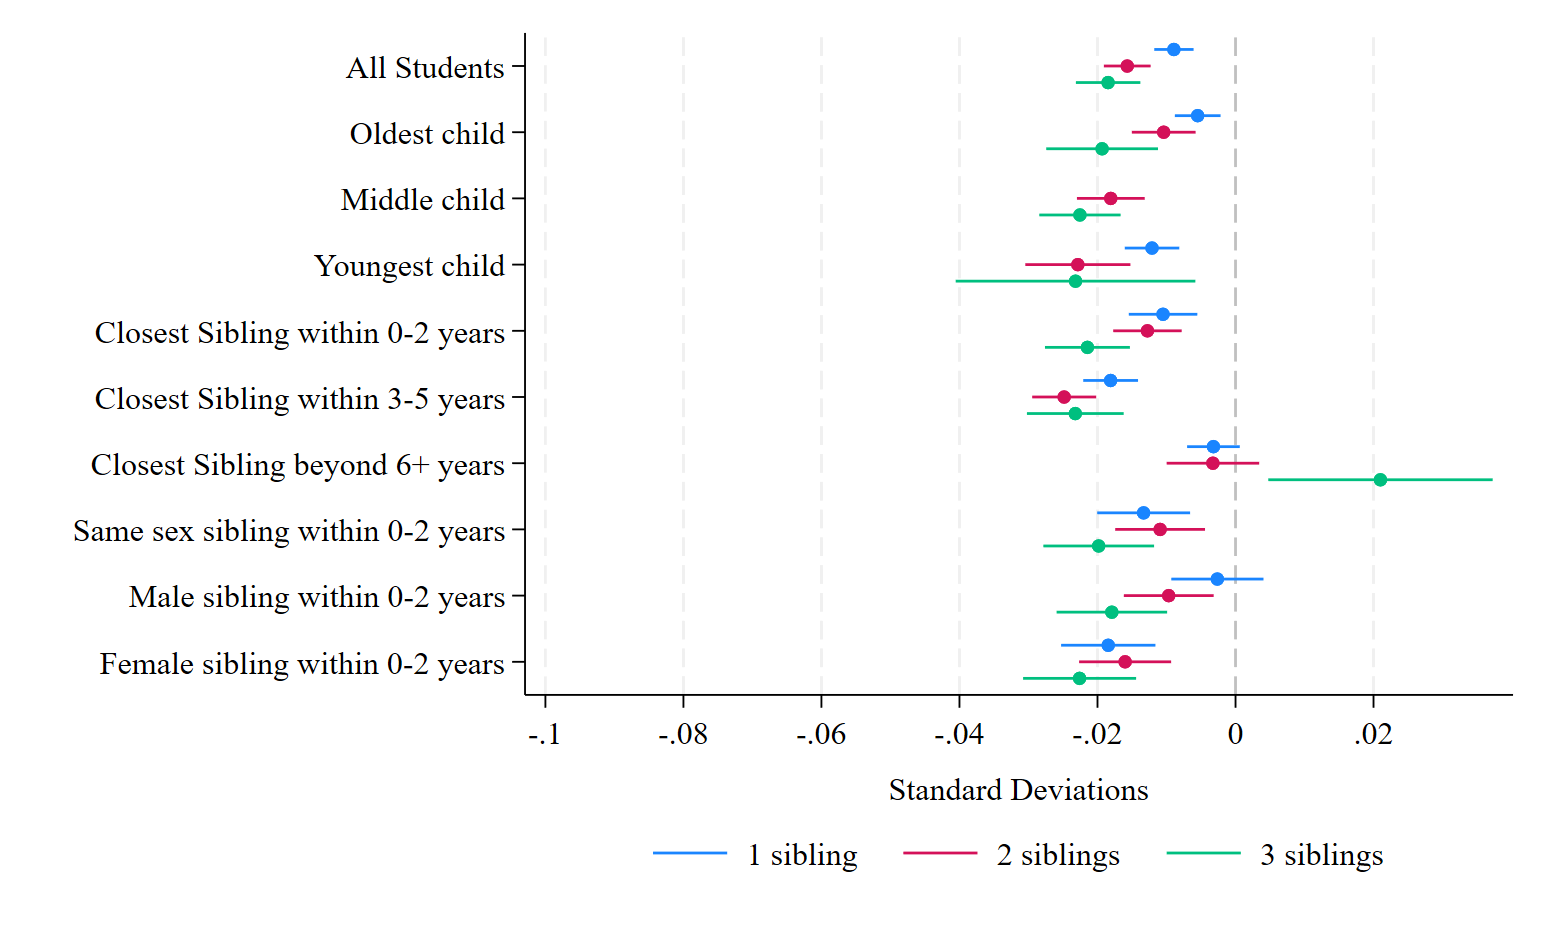 All Students
Oldest child
Middle child
Youngest child
Closest Sibling within 0-2 years
Closest Sibling within 3-5 years
Closest Sibling beyond 6+ years
Same sex sibling within 0-2 years
Male sibling within 0-2 years
Female sibling within 0-2 years
-.1 -.08 -.06 -.04 -.02 0 .02
Standard Deviations
1 sibling 2 siblings 3 siblings